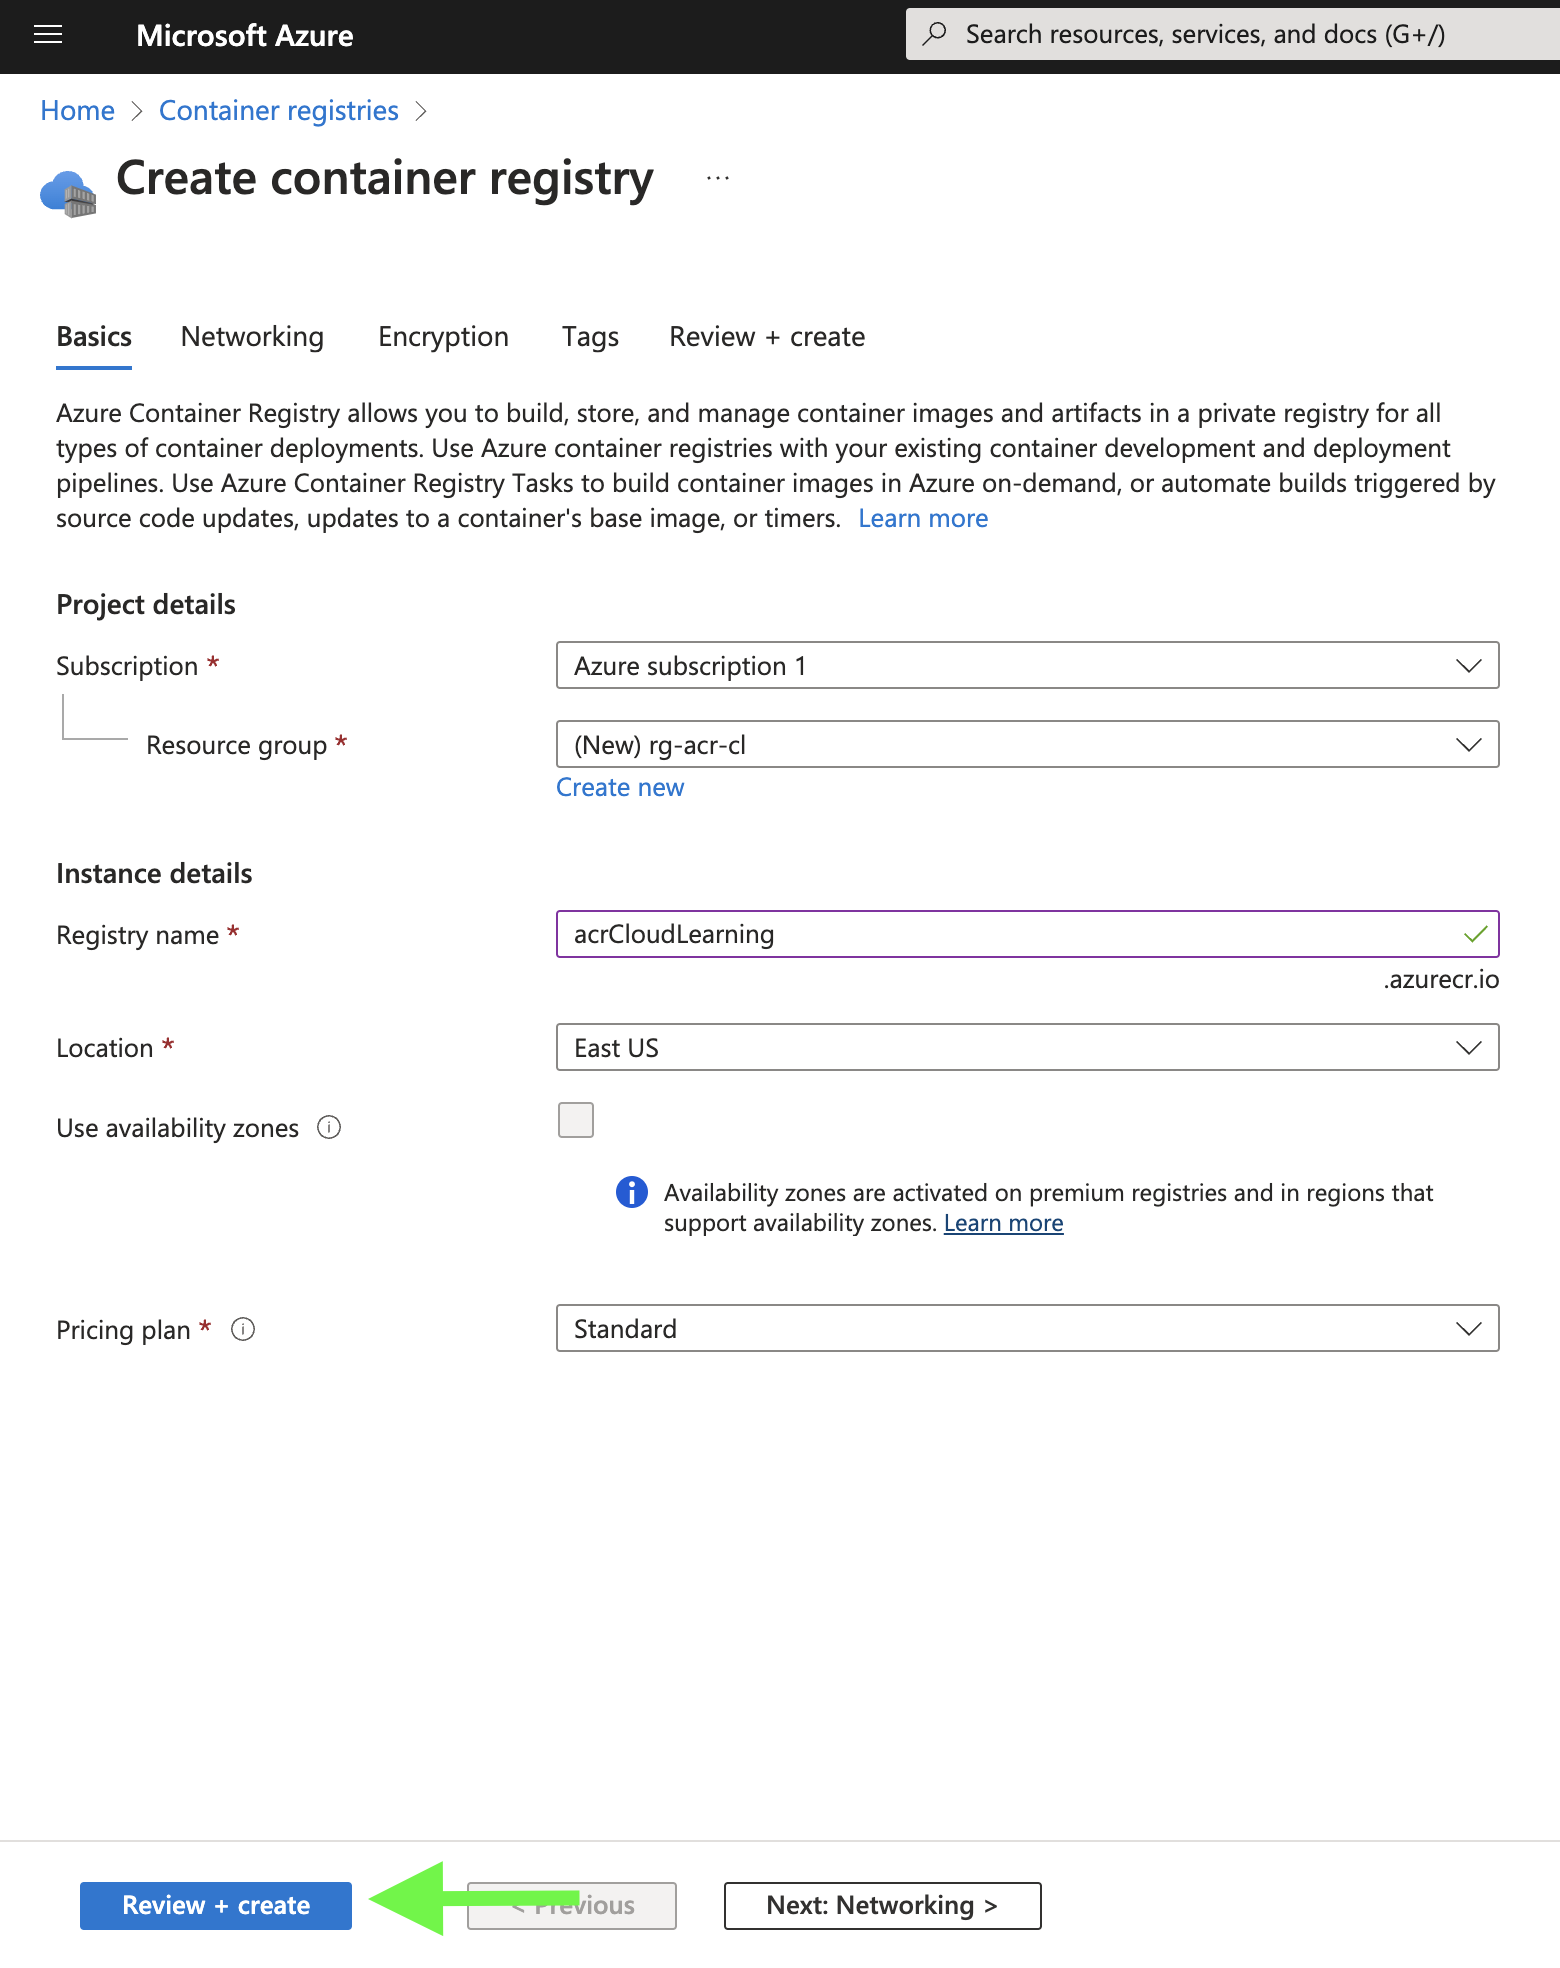 Microsoft Azure
Search resources, services, and docs (G+/)
Home > Container registries >
Create container registry ...
Basics Networking Encryption Tags Review + create
Azure Container Registry allows you to build, store, and manage container images and artifacts in a private registry for all
types of container deployments. Use Azure container registries with your existing container development and deployment
pipelines. Use Azure Container Registry Tasks to build container images in Azure on-demand, or automate builds triggered by
source code updates, updates to a container's base image, or timers. Learn more
Project details
Subscription *
Azure subscription 1
Resource group *
(New) rg-acr-cl
Create new
Instance details
Registry name *
acrCloudLearning
.azurecr.io
Location *
East US
Use availability zones
Availability zones are activated on premium registries and in regions that
support availability zones. Learn more
Pricing plan *
Standard
Review + create
< Previous
Next: Networking >